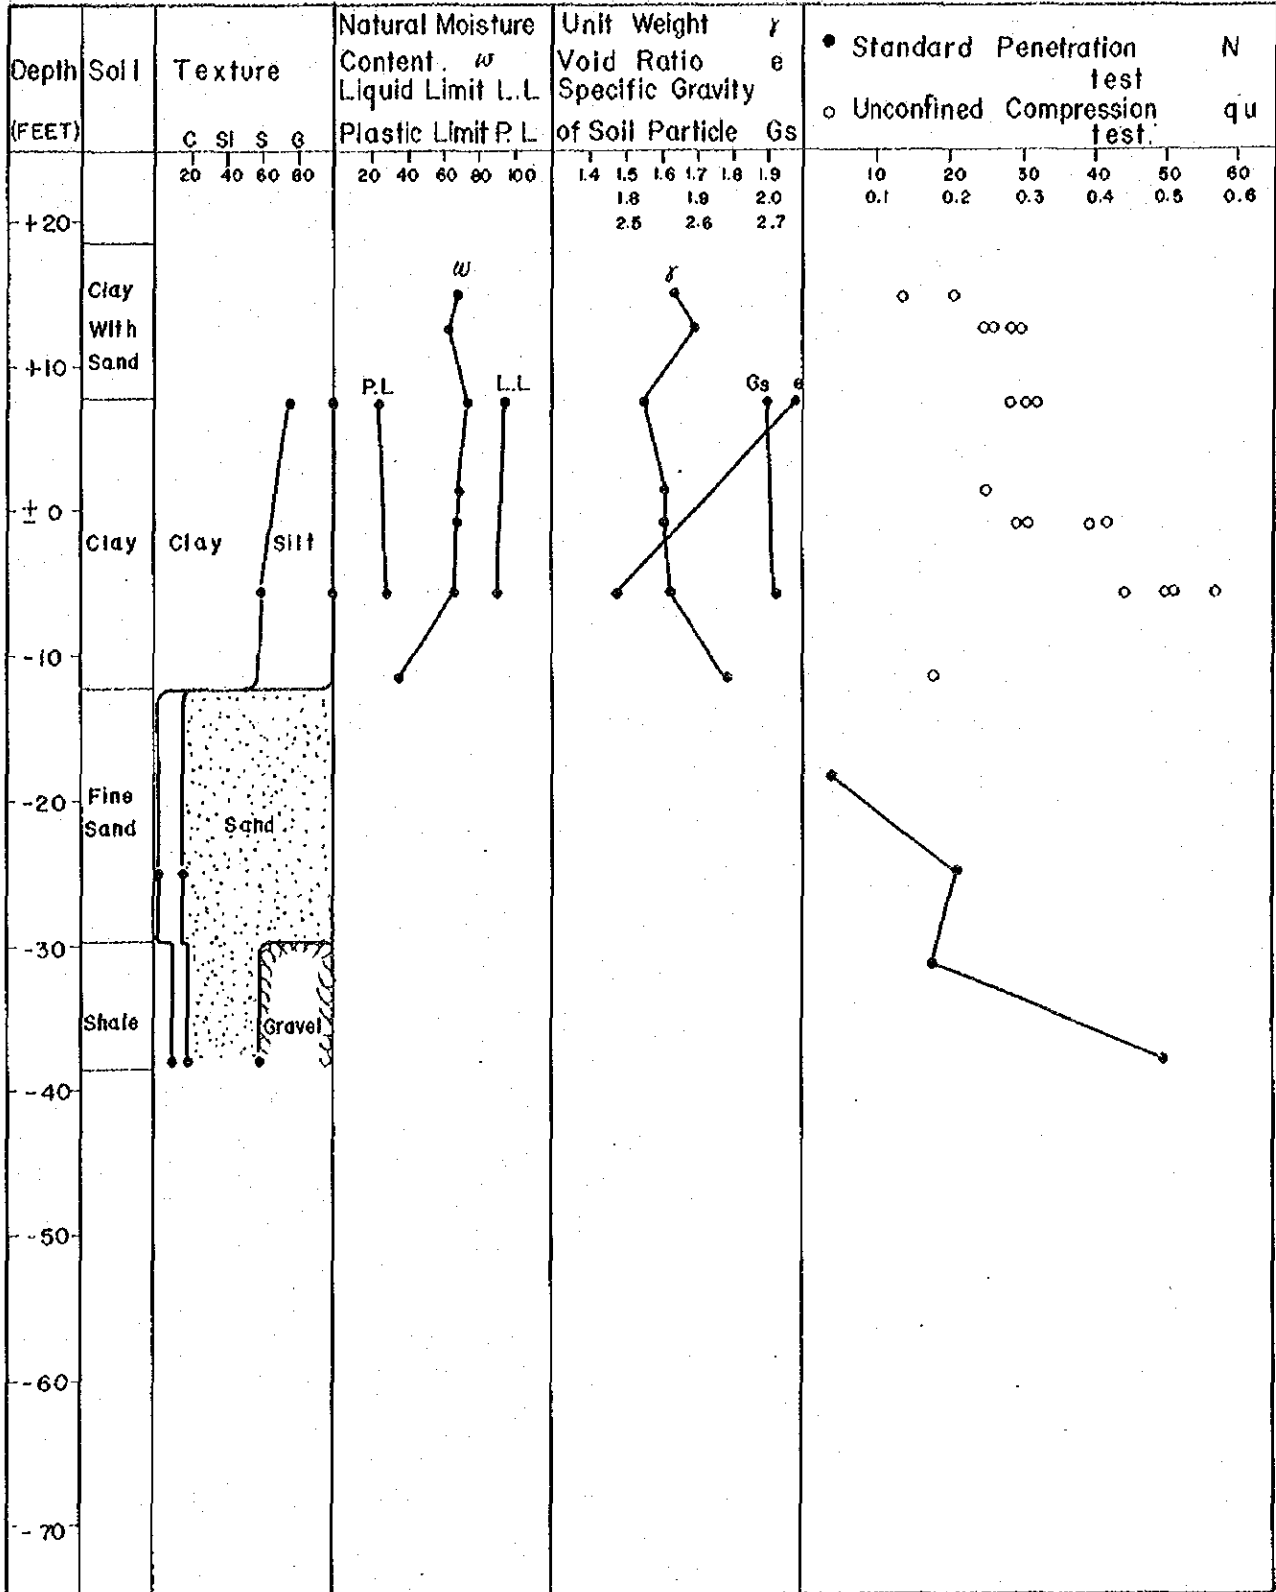 Depth
(FEET)
Soil
Texture
C SI S G
20 40 60 80
Natural Moisture
Content. ω
Liquid Limit L.L
Plastic Limit P.L
20 40 60 80 100
Unit Weight γ
Void Ratio e
Specific Gravity
of Soil Particle Gs
1.4 1.5 1.6 1.7 1.8 1.9
1.8 1.9 2.0
2.5 2.6 2.7
• Standard Penetration N
test
○ Unconfined Compression qu
test.
10 20 30 40 50 60
0.1 0.2 0.3 0.4 0.5 0.6
+20
+10
± 0
-10
-20
-30
-40
-50
-60
-70
Clay
With
Sand
Clay
Fine
Sand
Shale
Clay
Silt
Sand
Gravel
ω
P.L
L.L
γ
Gs
e